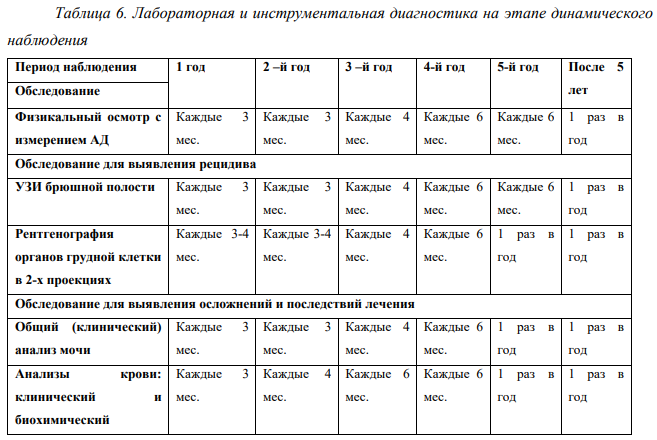 Таблица 6. Лабораторная и инструментальная диагностика на этапе динамического
наблюдения
Период наблюдения 1 год 2 –й год 3 –й год 4-й год 5-й год После 5
лет
Обследование
Физикальный осмотр с Каждые 3 Каждые 3 Каждые 4 Каждые 6 Каждые 6 1 раз в
измерением АД мес. мес. мес. мес. мес. год
Обследование для выявления рецидива
УЗИ брюшной полости Каждые 3 Каждые 3 Каждые 4 Каждые 6 Каждые 6 1 раз в
мес. мес. мес. мес. мес. год
Рентгенография Каждые 3-4 Каждые 3-4 Каждые 4 Каждые 6 1 раз в 1 раз в
органов грудной клетки мес. мес. мес. мес. год год
в 2-х проекциях
Обследование для выявления осложнений и последствий лечения
Общий (клинический) Каждые 3 Каждые 3 Каждые 4 Каждые 6 1 раз в 1 раз в
анализ мочи мес. мес. мес. мес. год год
Анализы крови: Каждые 3 Каждые 4 Каждые 6 Каждые 6 1 раз в 1 раз в
клинический и мес. мес. мес. мес. год год
биохимический